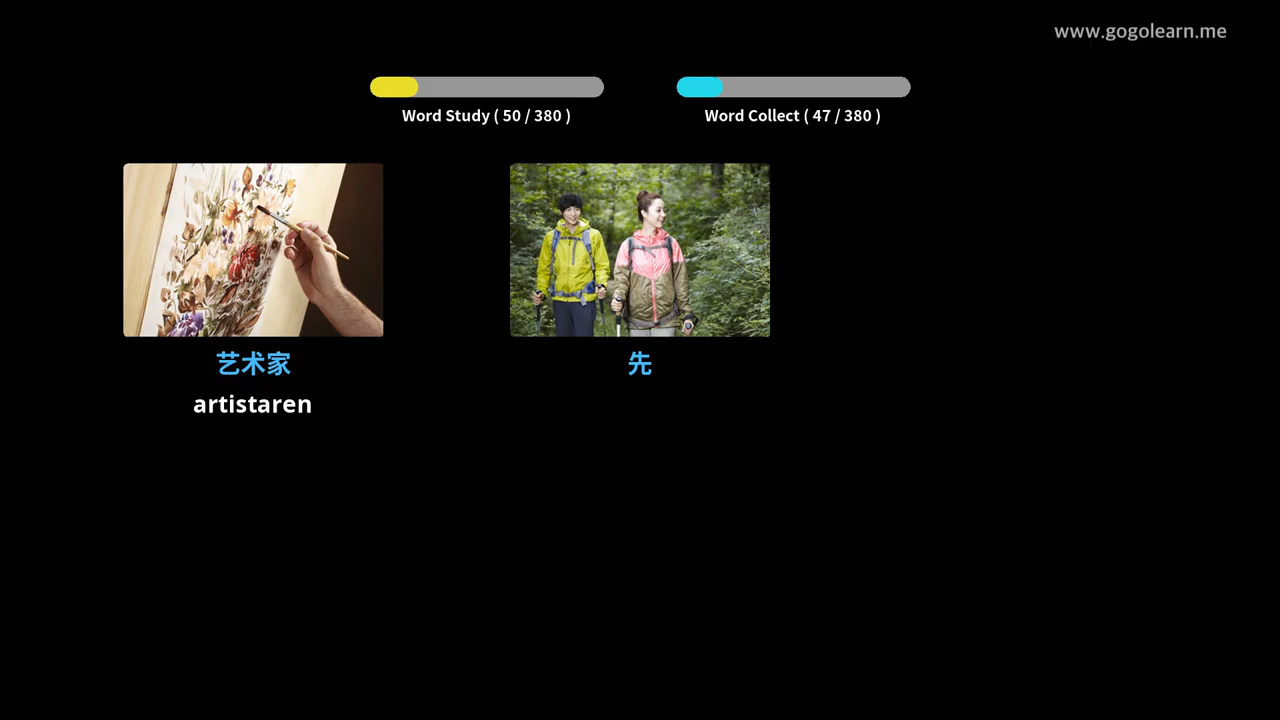 www.gogolearn.me
Word Study ( 50 / 380 )
Word Collect ( 47 / 380 )
艺术家
artistaren
先